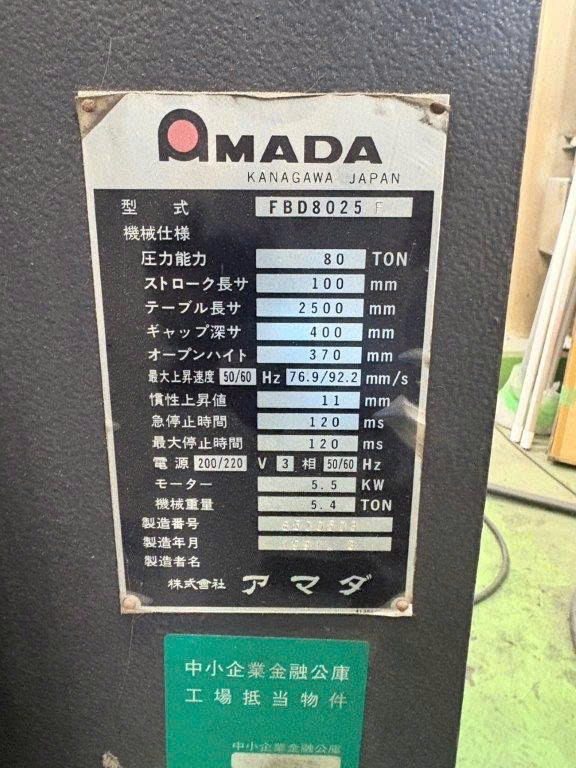 AMADA
KANAGAWA JAPAN
型式 FBD8025 F
機械仕様
圧力能力 80 TON
ストローク長サ 100 mm
テーブル長サ 2500 mm
ギャップ深サ 400 mm
オープンハイト 370 mm
最大上昇速度 50/60 Hz 76.9/92.2 mm/s
慣性上昇値 11 mm
急停止時間 120 ms
最大停止時間 120 ms
電源 200/220 V 3 相 50/60 Hz
モーター 5.5 KW
機械重量 5.4 TON
製造番号
製造年月
製造者名
株式會社 アマダ
中小企業金融公庫
工場抵当物件
中小企業金融公庫